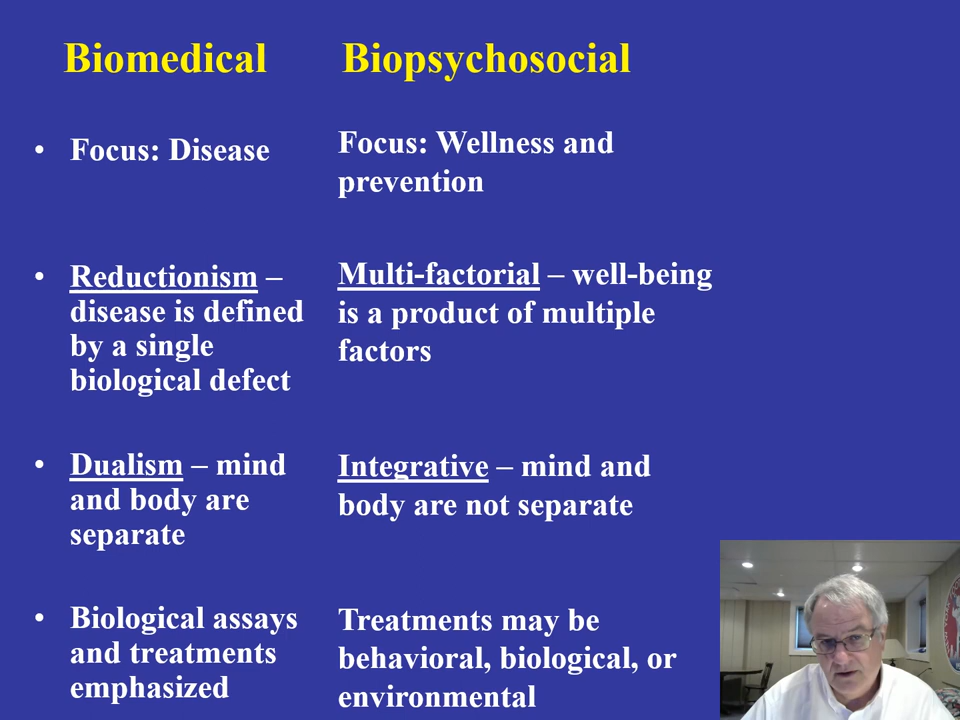 Biomedical
Biopsychosocial
• Focus: Disease
Focus: Wellness and
prevention
• Reductionism –
disease is defined
by a single
biological defect
Multi-factorial – well-being
is a product of multiple
factors
• Dualism – mind
and body are
separate
Integrative – mind and
body are not separate
• Biological assays
and treatments
emphasized
Treatments may be
behavioral, biological, or
environmental